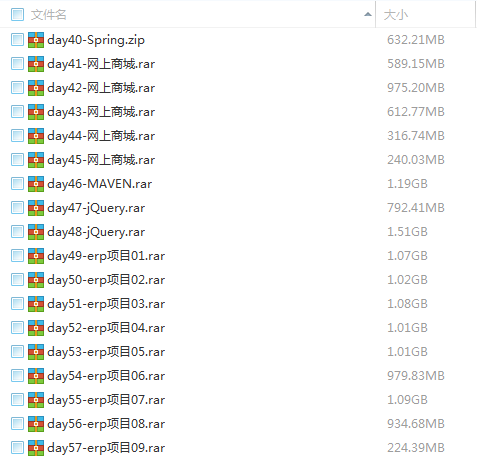 文件名 大小
day40-Spring.zip 632.21MB
day41-网上商城.rar 589.15MB
day42-网上商城.rar 975.20MB
day43-网上商城.rar 612.77MB
day44-网上商城.rar 316.74MB
day45-网上商城.rar 240.03MB
day46-MAVEN.rar 1.19GB
day47-jQuery.rar 792.41MB
day48-jQuery.rar 1.51GB
day49-erp项目01.rar 1.07GB
day50-erp项目02.rar 1.02GB
day51-erp项目03.rar 1.08GB
day52-erp项目04.rar 1.01GB
day53-erp项目05.rar 1.01GB
day54-erp项目06.rar 979.83MB
day55-erp项目07.rar 1.09GB
day56-erp项目08.rar 934.68MB
day57-erp项目09.rar 224.39MB